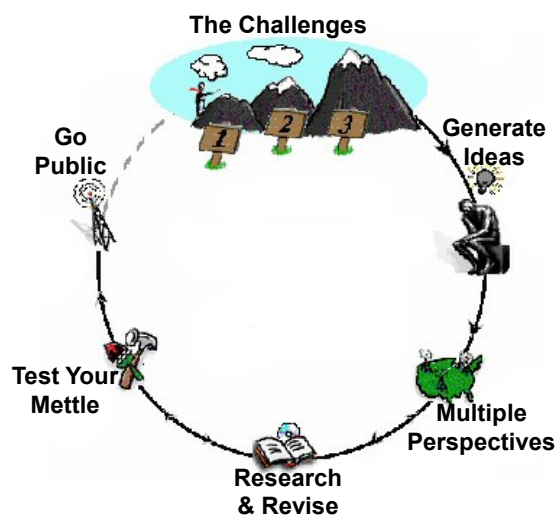 The Challenges
1
2
3
Generate
Ideas
Multiple
Perspectives
Research
& Revise
Test Your
Mettle
Go
Public